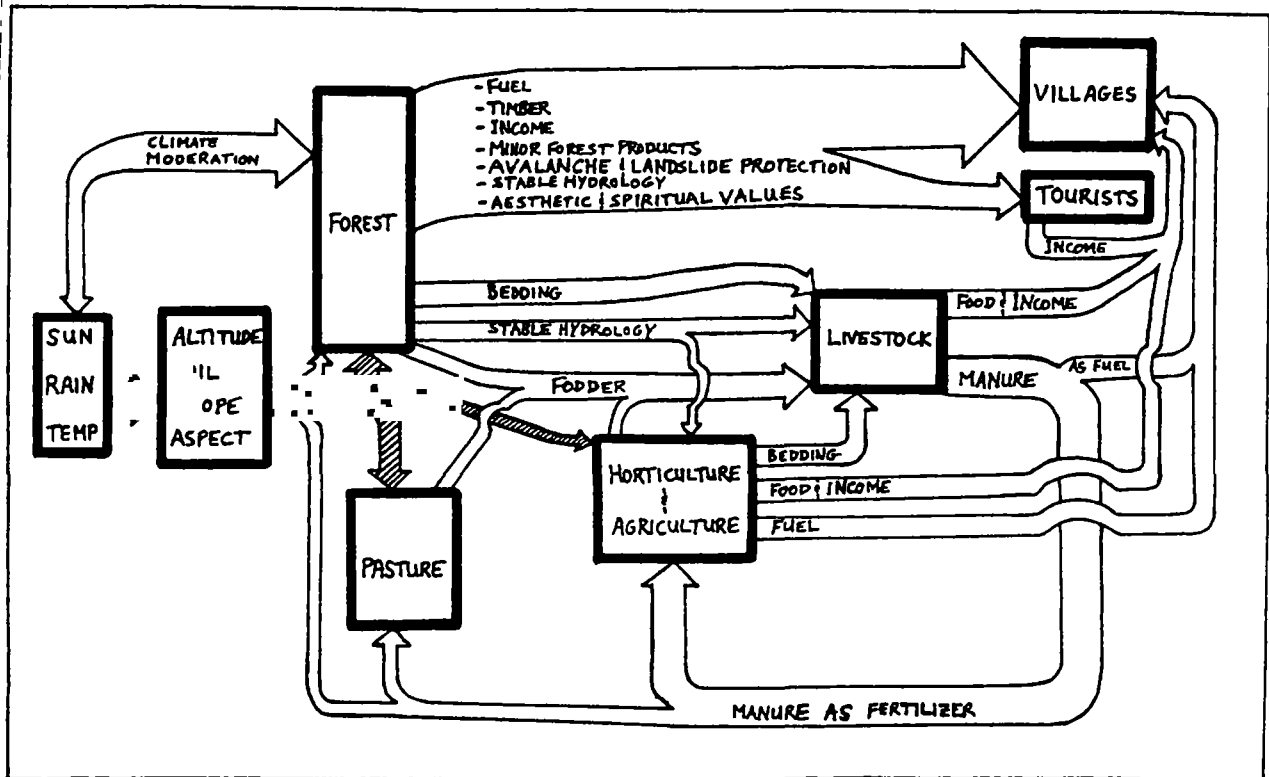 VILLAGES
- FUEL
- TIMBER
- INCOME
- MINOR FOREST PRODUCTS
- AVALANCHE & LANDSLIDE PROTECTION
- STABLE HYDROLOGY
- AESTHETIC & SPIRITUAL VALUES
CLIMATE
MODERATION
FOREST
TOURISTS
INCOME
BEDDING
FOOD & INCOME
STABLE HYDROLOGY
LIVESTOCK
SUN
RAIN
TEMP
ALTITUDE
ASPECT
FODDER
MANURE
AS FUEL
BEDDING
HORTICULTURE
&
AGRICULTURE
FOOD & INCOME
FUEL
PASTURE
MANURE AS FERTILIZER